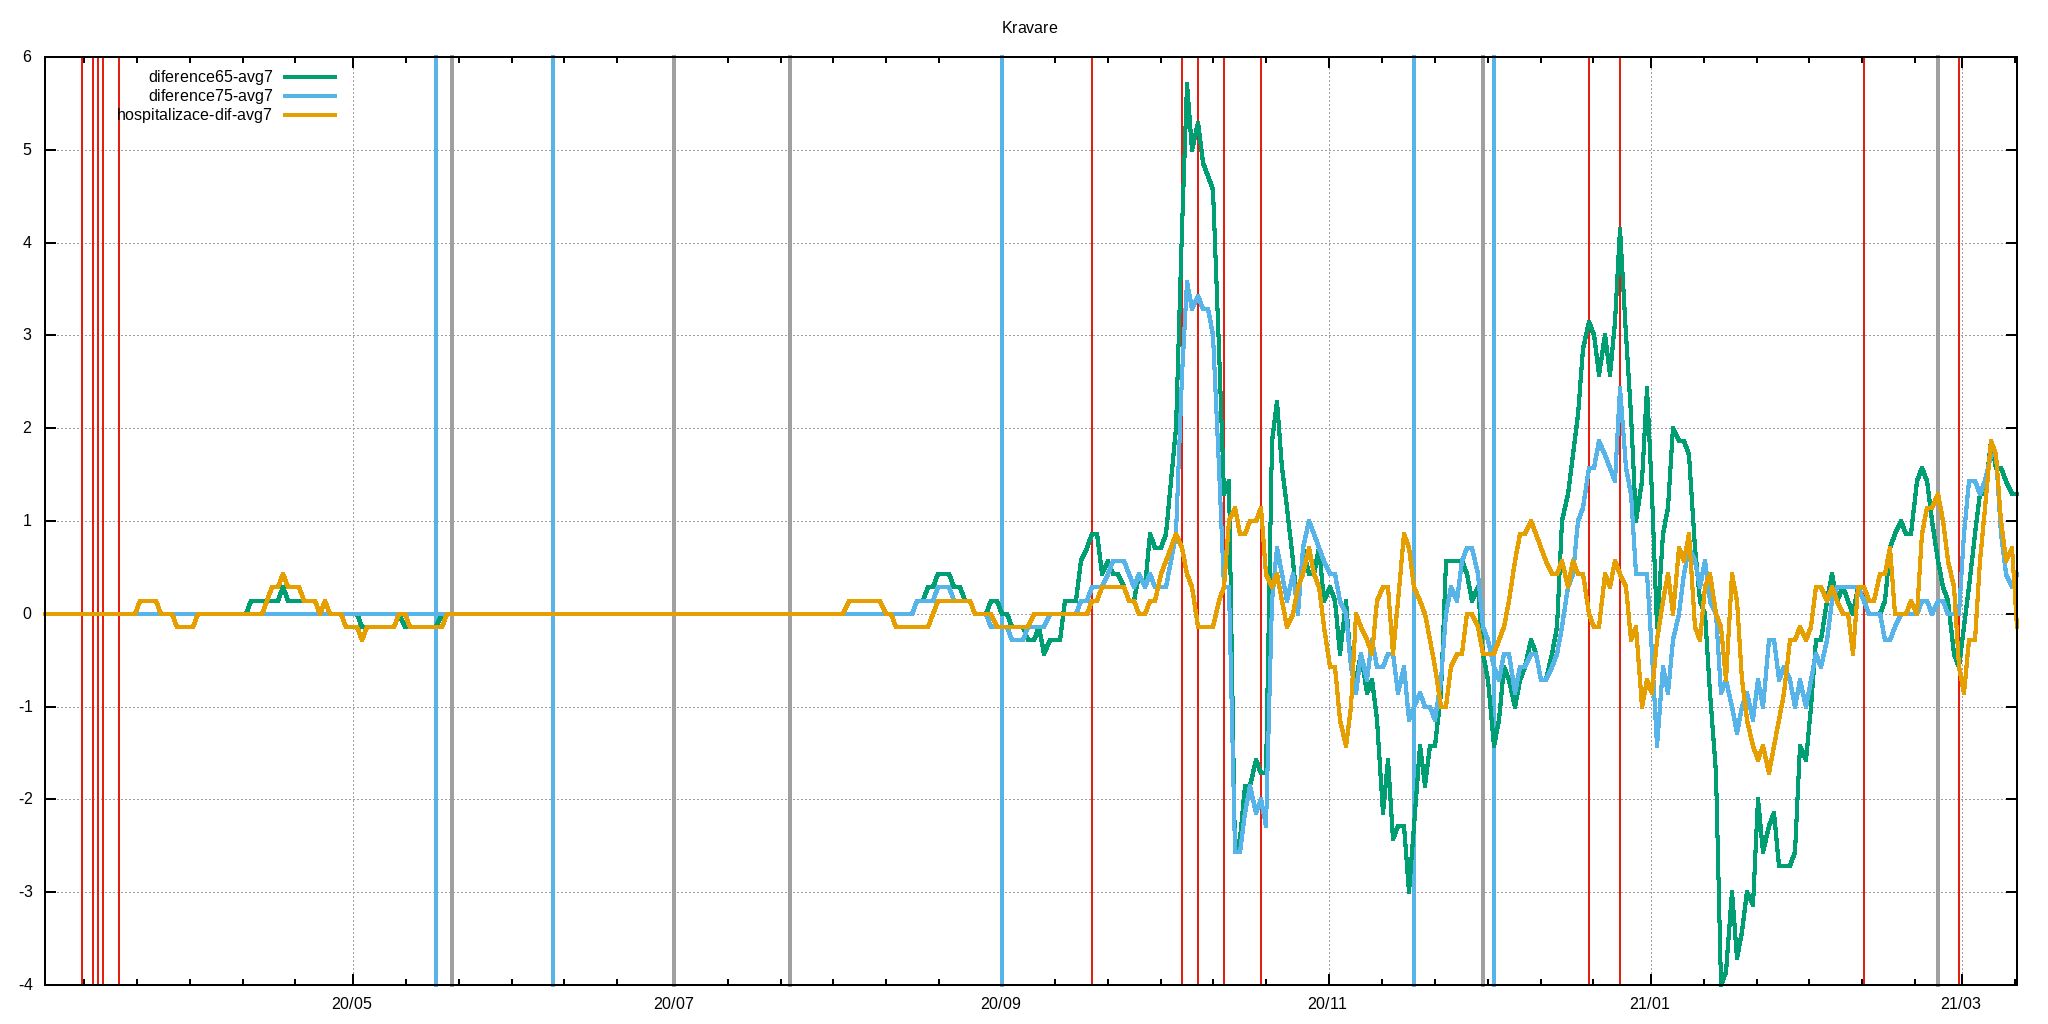 Kravare
diference65-avg7
diference75-avg7
hospitalizace-dif-avg7
6
5
4
3
2
1
0
-1
-2
-3
-4
20/05 20/07 20/09 20/11 21/01 21/03